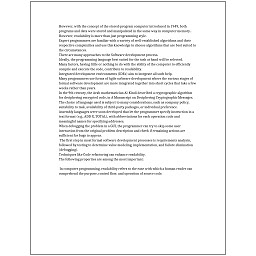 However, with the concept of the stored-program computer introduced in 1949, both
programs and data were stored and manipulated in the same way in computer memory.
However, readability is more than just programming style.
Expert programmers are familiar with a variety of well-established algorithms and their
respective complexities and use this knowledge to choose algorithms that are best suited to
the circumstances.
There are many approaches to the Software development process.
Ideally, the programming language best suited for the task at hand will be selected.
Many factors, having little or nothing to do with the ability of the computer to efficiently
compile and execute the code, contribute to readability.
Integrated development environments (IDEs) aim to integrate all such help.
Many programmers use forms of Agile software development where the various stages of
formal software development are more integrated together into short cycles that take a few
weeks rather than years.
In the 9th century, the Arab mathematician Al-Kindi described a cryptographic algorithm
for deciphering encrypted code, in A Manuscript on Deciphering Cryptographic Messages.
The choice of language used is subject to many considerations, such as company policy,
suitability to task, availability of third-party packages, or individual preference.
Assembly languages were soon developed that let the programmer specify instruction in a
text format (e.g., ADD X, TOTAL), with abbreviations for each operation code and
meaningful names for specifying addresses.
When debugging the problem in a GUI, the programmer can try to skip some user
interaction from the original problem description and check if remaining actions are
sufficient for bugs to appear.
The first step in most formal software development processes is requirements analysis,
followed by testing to determine value modeling, implementation, and failure elimination
(debugging).
Techniques like Code refactoring can enhance readability.
The following properties are among the most important:
In computer programming, readability refers to the ease with which a human reader can
comprehend the purpose, control flow, and operation of source code.